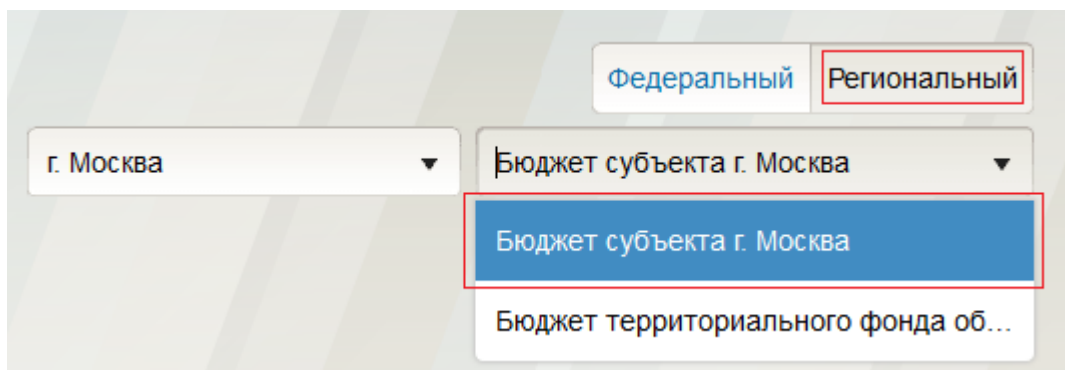 Федеральный Региональный
г. Москва Бюджет субъекта г. Москва
Бюджет субъекта г. Москва
Бюджет территориального фонда об...